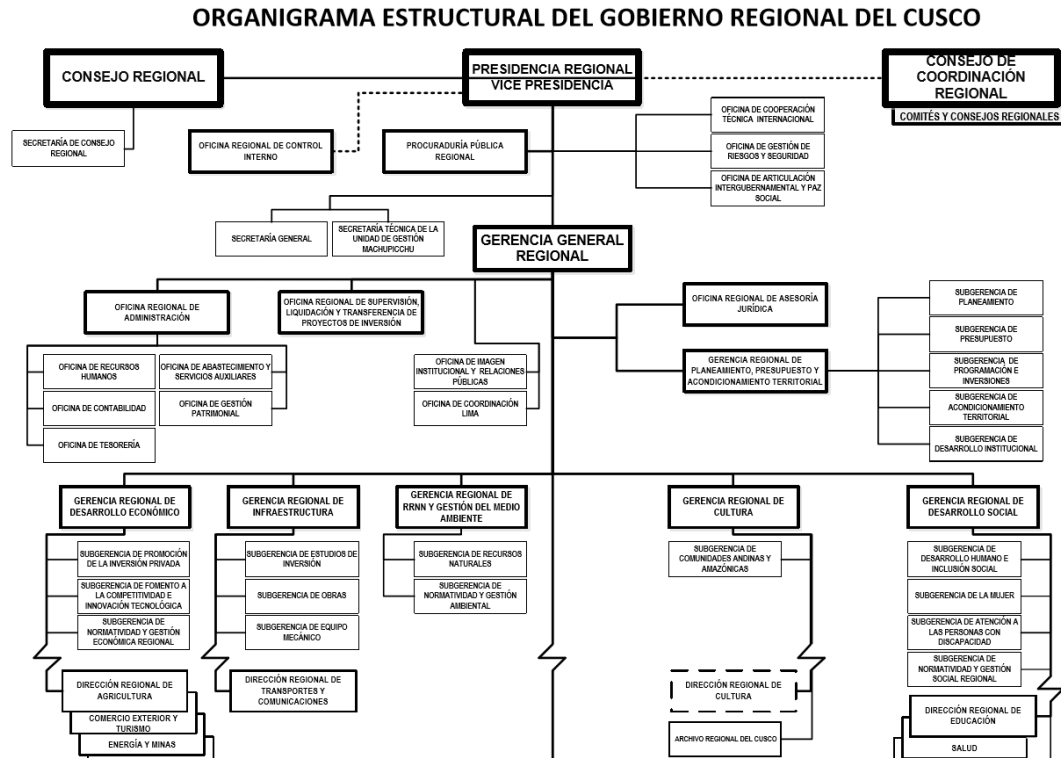 ORGANIGRAMA ESTRUCTURAL DEL GOBIERNO REGIONAL DEL CUSCO
CONSEJO REGIONAL
PRESIDENCIA REGIONAL
VICE PRESIDENCIA
CONSEJO DE
COORDINACIÓN
REGIONAL
COMITÉS Y CONSEJOS REGIONALES
SECRETARÍA DE CONSEJO
REGIONAL
OFICINA REGIONAL DE CONTROL
INTERNO
PROCURADURÍA PÚBLICA
REGIONAL
OFICINA DE COOPERACIÓN
TÉCNICA INTERNACIONAL
OFICINA DE GESTIÓN DE
RIESGOS Y SEGURIDAD
OFICINA DE ARTICULACIÓN
INTERGUBERNAMENTAL Y PAZ
SOCIAL
SECRETARÍA GENERAL
SECRETARÍA TÉCNICA DE LA
UNIDAD DE GESTIÓN
MACHUPICCHU
GERENCIA GENERAL
REGIONAL
OFICINA REGIONAL DE
ADMINISTRACIÓN
OFICINA REGIONAL DE SUPERVISIÓN,
LIQUIDACIÓN Y TRANSFERENCIA DE
PROYECTOS DE INVERSIÓN
OFICINA REGIONAL DE ASESORÍA
JURÍDICA
GERENCIA REGIONAL DE
PLANEAMIENTO, PRESUPUESTO Y
ACONDICIONAMIENTO TERRITORIAL
SUBGERENCIA DE
PLANEAMIENTO
SUBGERENCIA DE
PRESUPUESTO
SUBGERENCIA DE
PROGRAMACIÓN E
INVERSIONES
SUBGERENCIA DE
ACONDICIONAMIENTO
TERRITORIAL
SUBGERENCIA DE
DESARROLLO INSTITUCIONAL
OFICINA DE RECURSOS
HUMANOS
OFICINA DE ABASTECIMIENTO Y
SERVICIOS AUXILIARES
OFICINA DE IMAGEN
INSTITUCIONAL Y RELACIONES
PÚBLICAS
OFICINA DE CONTABILIDAD
OFICINA DE GESTIÓN
PATRIMONIAL
OFICINA DE COORDINACIÓN
LIMA
OFICINA DE TESORERÍA
GERENCIA REGIONAL DE
DESARROLLO ECONÓMICO
SUBGERENCIA DE PROMOCIÓN
DE LA INVERSIÓN PRIVADA
SUBGERENCIA DE FOMENTO A
LA COMPETITIVIDAD E
INNOVACIÓN TECNOLÓGICA
SUBGERENCIA DE
NORMATIVIDAD Y GESTIÓN
ECONÓMICA REGIONAL
DIRECCIÓN REGIONAL DE
AGRICULTURA
COMERCIO EXTERIOR Y
TURISMO
ENERGÍA Y MINAS
GERENCIA REGIONAL DE
INFRAESTRUCTURA
SUBGERENCIA DE ESTUDIOS DE
INVERSIÓN
SUBGERENCIA DE OBRAS
SUBGERENCIA DE EQUIPO
MECÁNICO
DIRECCIÓN REGIONAL DE
TRANSPORTES Y
COMUNICACIONES
GERENCIA REGIONAL DE
RRNN Y GESTIÓN DEL MEDIO
AMBIENTE
SUBGERENCIA DE RECURSOS
NATURALES
SUBGERENCIA DE
NORMATIVIDAD Y GESTIÓN
AMBIENTAL
GERENCIA REGIONAL DE
CULTURA
SUBGERENCIA DE
COMUNIDADES ANDINAS Y
AMAZÓNICAS
DIRECCIÓN REGIONAL DE
CULTURA
ARCHIVO REGIONAL DEL CUSCO
GERENCIA REGIONAL DE
DESARROLLO SOCIAL
SUBGERENCIA DE
DESARROLLO HUMANO E
INCLUSIÓN SOCIAL
SUBGERENCIA DE LA MUJER
SUBGERENCIA DE ATENCIÓN A
LAS PERSONAS CON
DISCAPACIDAD
SUBGERENCIA DE
NORMATIVIDAD Y GESTIÓN
SOCIAL REGIONAL
DIRECCIÓN REGIONAL DE
EDUCACIÓN
SALUD